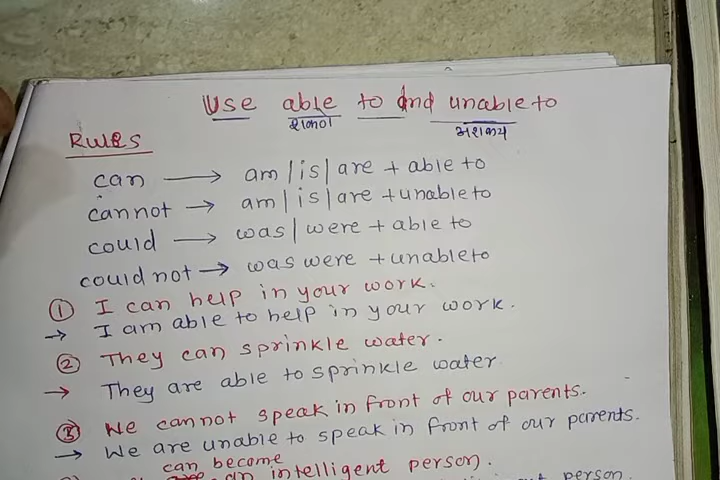 Use able to and unable to
शक्य अशक्य
Rules
can → am | is | are + able to
cannot → am | is | are + unable to
could → was | were + able to
could not → was were + unable to
① I can help in your work.
→ I am able to help in your work.
② They can sprinkle water.
→ They are able to sprinkle water
③ We cannot speak in front of our parents.
→ We are unable to speak in front of our parents.
can become
an intelligent person.
person.